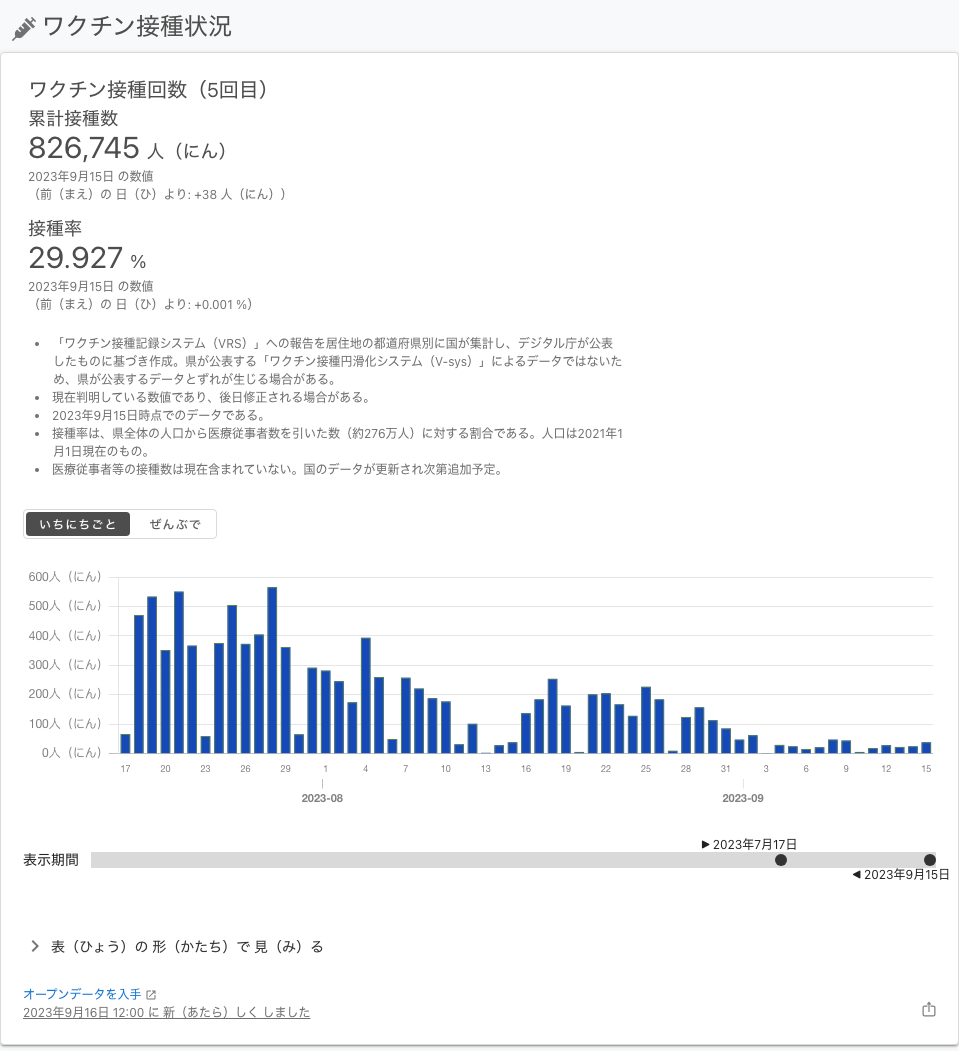 ワクチン接種状況
ワクチン接種回数（5回目）
累計接種数
826,745 人（にん）
2023年9月15日 の数値
（前（まえ）の 日（ひ）より: +38 人（にん））
接種率
29.927 %
2023年9月15日 の数値
（前（まえ）の 日（ひ）より: +0.001 %）
• 「ワクチン接種記録システム（VRS）」への報告を居住地の都道府県別に国が集計し、デジタル庁が公表
したものに基づき作成。県が公表する「ワクチン接種円滑化システム（V-sys）」によるデータではないた
め、県が公表するデータとずれが生じる場合がある。
• 現在判明している数値であり、後日修正される場合がある。
• 2023年9月15日時点でのデータである。
• 接種率は、県全体の人口から医療従事者数を引いた数（約276万人）に対する割合である。人口は2021年1
月1日現在のもの。
• 医療従事者等の接種数は現在含まれていない。国のデータが更新され次第追加予定。
いちにちごと ぜんぶで
600人（にん）
500人（にん）
400人（にん）
300人（にん）
200人（にん）
100人（にん）
0人（にん）
17 20 23 26 29 1 4 7 10 13 16 19 22 25 28 31 3 6 9 12 15
2023-08 2023-09
▶ 2023年7月17日
表示期間
◀ 2023年9月15日
表（ひょう）の 形（かたち）で 見（み）る
オープンデータを入手
2023年9月16日 12:00 に 新（あたら）しく しました